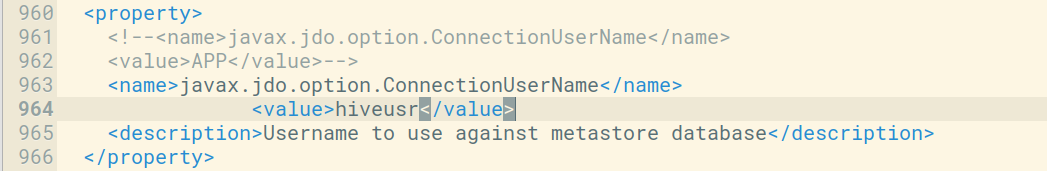 960 <property>
961 <!--<name>javax.jdo.option.ConnectionUserName</name>
962 <value>APP</value>-->
963 <name>javax.jdo.option.ConnectionUserName</name>
964 <value>hiveusr</value>
965 <description>Username to use against metastore database</description>
966 </property>